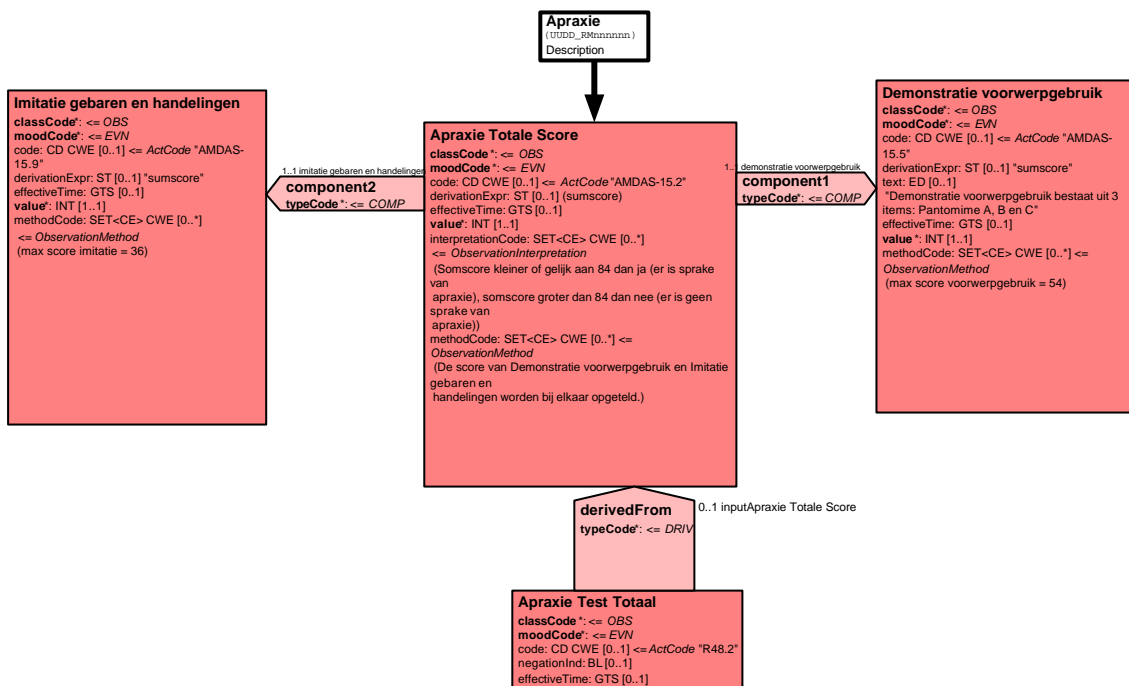 Apraxie
(UUDD_RMnnnnnn)
Description
Imitatie gebaren en handelingen
classCode*: <= OBS
moodCode*: <= EVN
code: CD CWE [0..1] <= ActCode "AMDAS-
15.9"
derivationExpr: ST [0..1] "sumscore"
effectiveTime: GTS [0..1]
value*: INT [1..1]
methodCode: SET<CE> CWE [0..*]
<= ObservationMethod
(max score imitatie = 36)
1..1 imitatie gebaren en handelingen
component2
typeCode*: <= COMP
Apraxie Totale Score
classCode*: <= OBS
moodCode*: <= EVN
code: CD CWE [0..1] <= ActCode "AMDAS-15.2"
derivationExpr: ST [0..1] (sumscore)
effectiveTime: GTS [0..1]
value*: INT [1..1]
interpretationCode: SET<CE> CWE [0..*]
<= ObservationInterpretation
(Somscore kleiner of gelijk aan 84 dan ja (er is sprake
van
apraxie), somscore groter dan 84 dan nee (er is geen
sprake van
apraxie))
methodCode: SET<CE> CWE [0..*] <=
ObservationMethod
(De score van Demonstratie voorwerpgebruik en Imitatie
gebaren en
handelingen worden bij elkaar opgeteld.)
1..1 demonstratie voorwerpgebruik
component1
typeCode*: <= COMP
Demonstratie voorwerpgebruik
classCode*: <= OBS
moodCode*: <= EVN
code: CD CWE [0..1] <= ActCode "AMDAS-
15.5"
derivationExpr: ST [0..1] "sumscore"
text: ED [0..1]
"Demonstratie voorwerpgebruik bestaat uit 3
items: Pantomime A, B en C"
effectiveTime: GTS [0..1]
value*: INT [1..1]
methodCode: SET<CE> CWE [0..*] <=
ObservationMethod
(max score voorwerpgebruik = 54)
derivedFrom
typeCode*: <= DRIV
0..1 inputApraxie Totale Score
Apraxie Test Totaal
classCode*: <= OBS
moodCode*: <= EVN
code: CD CWE [0..1] <= ActCode "R48.2"
negationInd: BL [0..1]
effectiveTime: GTS [0..1]